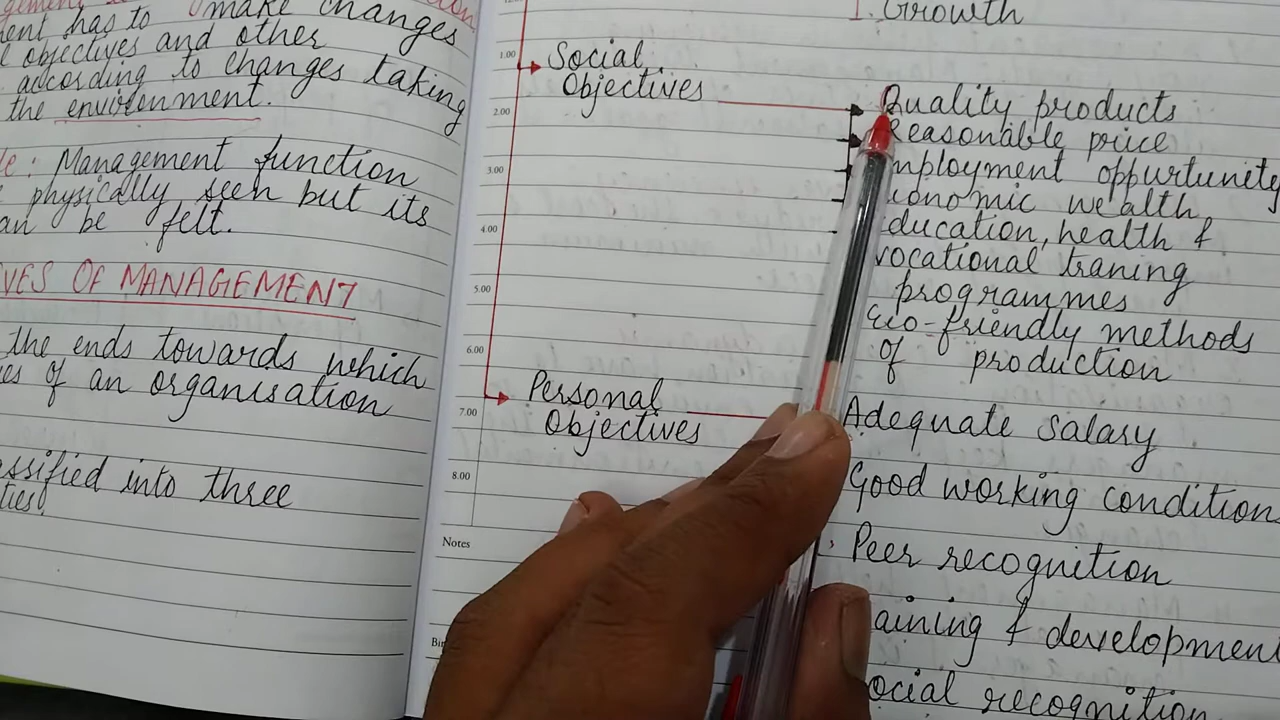 ent has to make changes
objectives and other
according to changes taking
the enviorenment.
Management function
physically seen but its
an be felt.
VES OF MANAGEMENT
the ends towards which
of an organisation
ssified into three
1. Growth
1.00
Social
Objectives
2.00
3.00
4.00
5.00
6.00
Quality products
Reasonable price
mployment oppurtunety
conomic wealth
ducation, health &
vocational traning
programmes
Eco-friendly methods
of production
Personal
Objectives
7.00
8.00
Notes
Adequate salary
Good working condition
Peer recognition
aining & development
ocial recognition